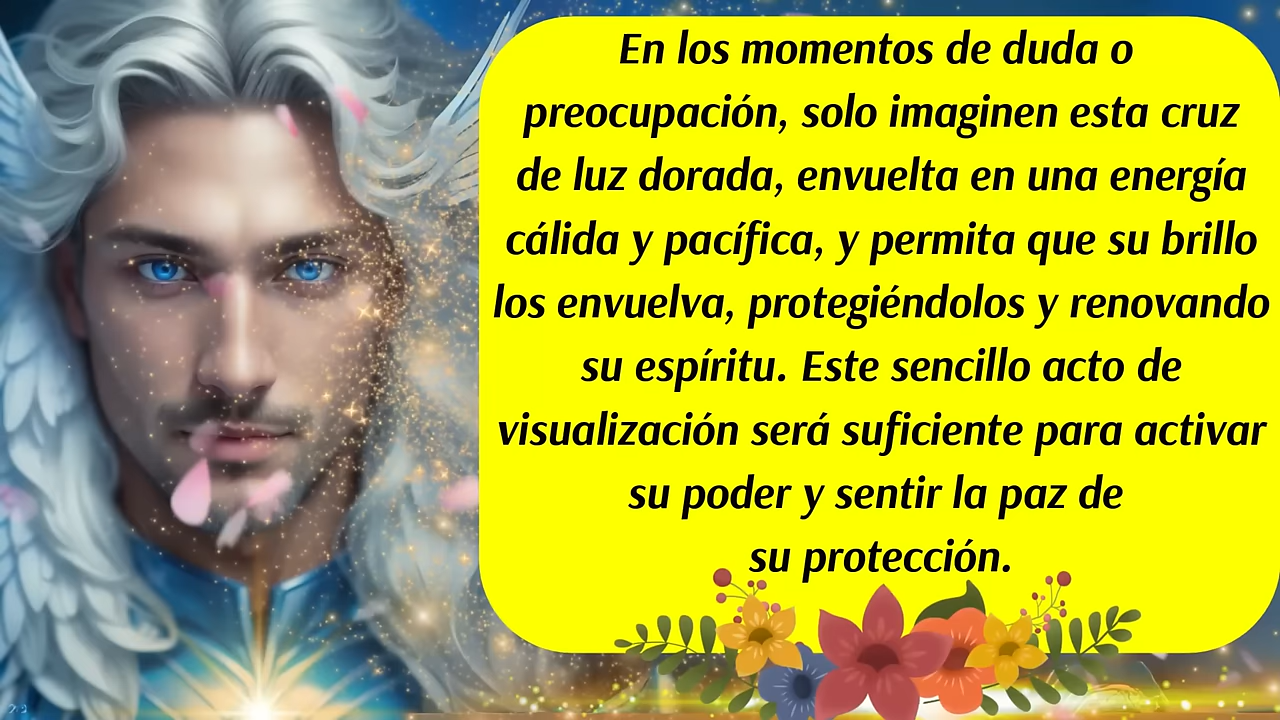 En los momentos de duda o
preocupación, solo imaginen esta cruz
de luz dorada, envuelta en una energía
cálida y pacífica, y permita que su brillo
los envuelva, protegiéndolos y renovando
su espíritu. Este sencillo acto de
visualización será suficiente para activar
su poder y sentir la paz de
su protección.